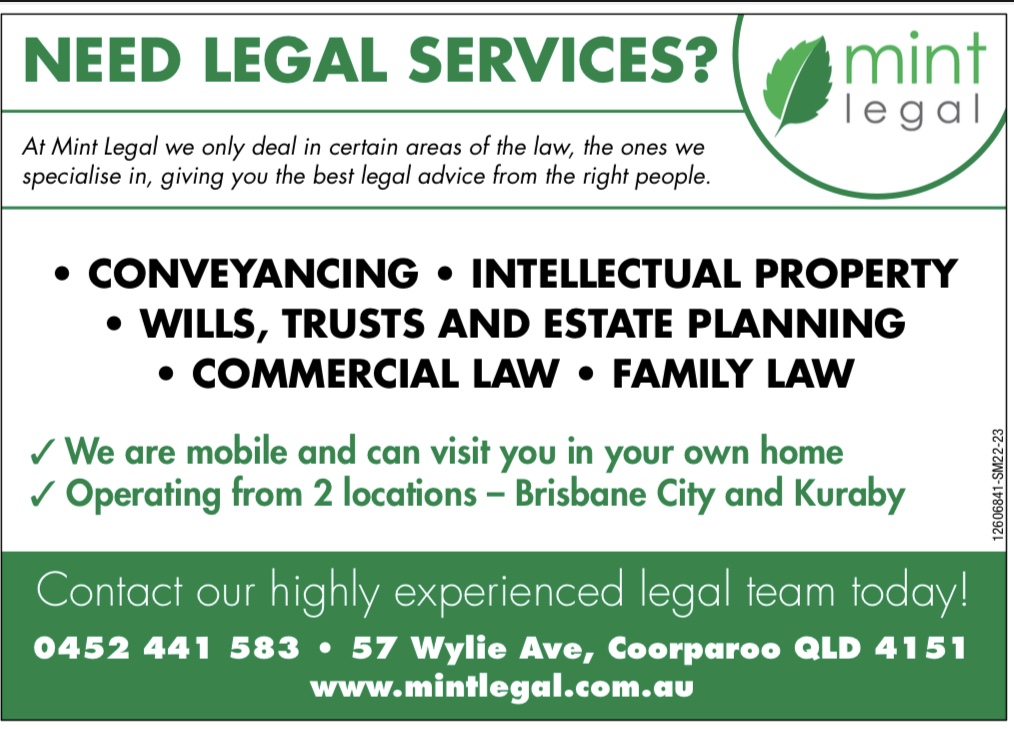 NEED LEGAL SERVICES?
mint
legal
At Mint Legal we only deal in certain areas of the law, the ones we
specialise in, giving you the best legal advice from the right people.
• CONVEYANCING • INTELLECTUAL PROPERTY
• WILLS, TRUSTS AND ESTATE PLANNING
• COMMERCIAL LAW • FAMILY LAW
✓ We are mobile and can visit you in your own home
✓ Operating from 2 locations – Brisbane City and Kuraby
12606841-SM22-23
Contact our highly experienced legal team today!
0452 441 583 • 57 Wylie Ave, Coorparoo QLD 4151
www.mintlegal.com.au